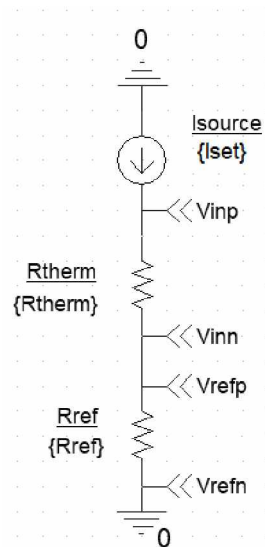 0
Isource
{Iset}
Vinp
Rtherm
{Rtherm}
Vinn
Vrefp
Rref
{Rref}
Vrefn
0